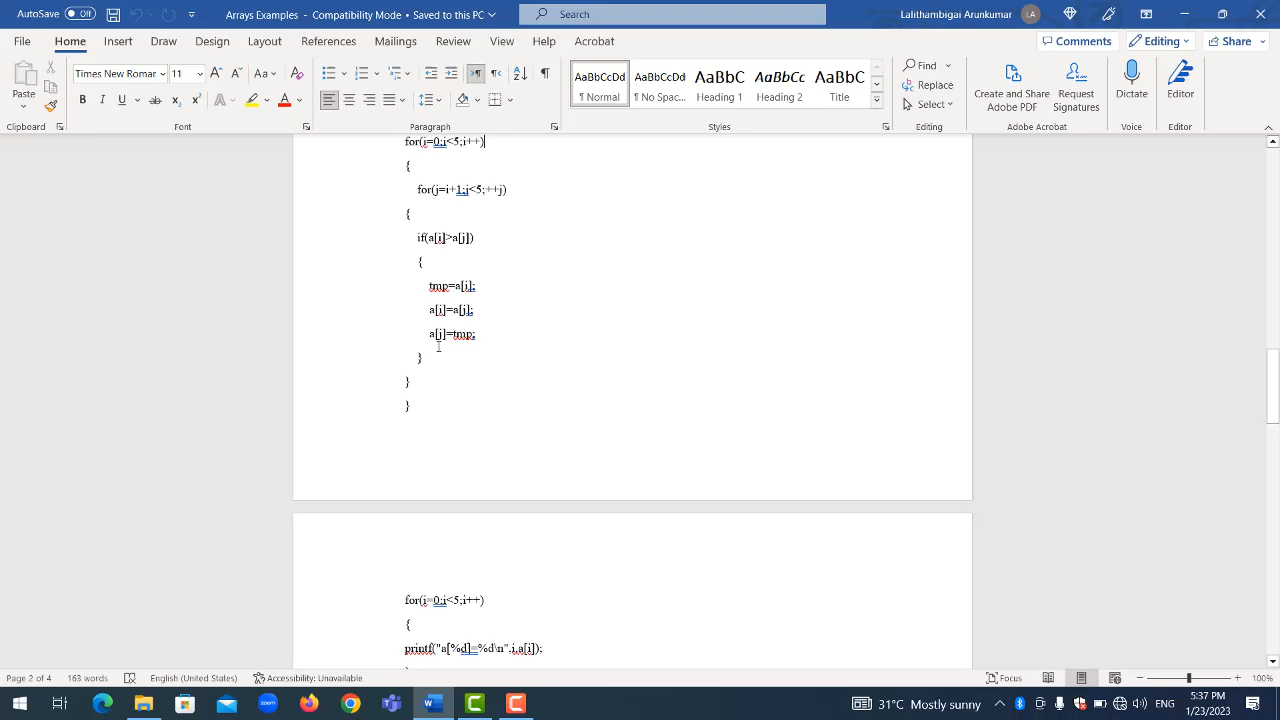 AutoSave Off Arrays Examples - Compatibility Mode • Saved to this PC Search Lalithambigai Arunkumar LA
File Home Insert Draw Design Layout References Mailings Review View Help Acrobat Comments Editing Share
Paste Times New Romar 11 A A Aa A AaBbCcDd AaBbCcDd AaBbC AaBbCc AaBbC Find Replace Select Create and Share Adobe PDF Request Signatures Dictate Editor
B I U ab x₂ x² A A ¶ Normal ¶ No Spac... Heading 1 Heading 2 Title
Clipboard Font Paragraph Styles Editing Adobe Acrobat Voice Editor
for(i=0;i<5;i++)
{
for(j=i+1;j<5;++j)
{
if(a[i]>a[j])
{
tmp=a[i];
a[i]=a[j];
a[j]=tmp;
}
}
}
for(i=0;i<5;i++)
{
printf("a[%d]=%d\n",i,a[i]);
Page 2 of 4 163 words English (United States) Accessibility: Unavailable Focus 100%
31°C Mostly sunny ENG 5:37 PM
1/23/2023